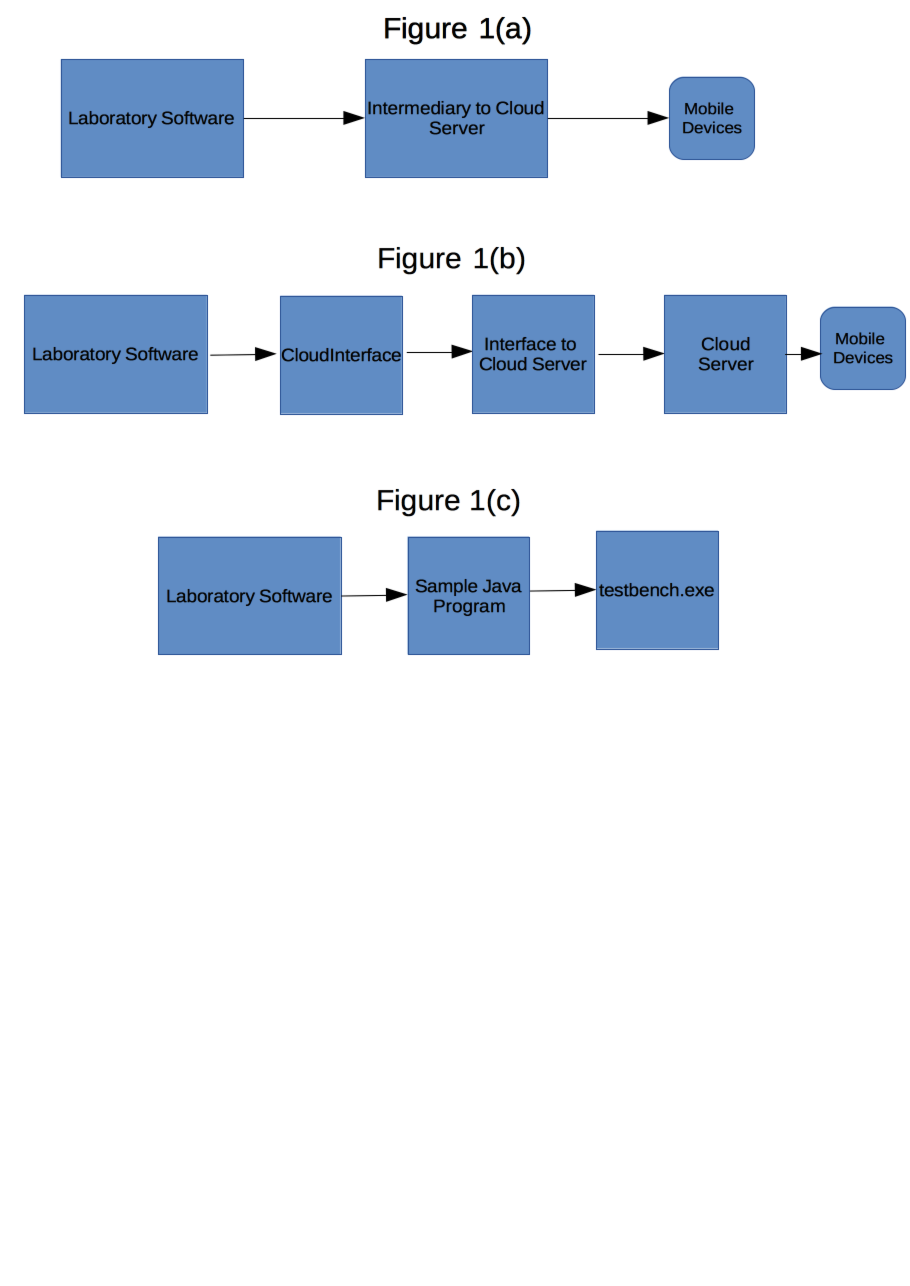 Figure 1(a)
Laboratory Software
Intermediary to Cloud
Server
Mobile
Devices
Figure 1(b)
Laboratory Software
CloudInterface
Interface to
Cloud Server
Cloud
Server
Mobile
Devices
Figure 1(c)
Laboratory Software
Sample Java
Program
testbench.exe